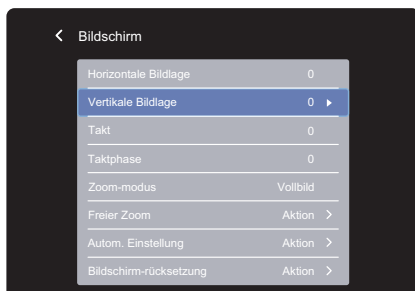 Bildschirm
Horizontale Bildlage 0
Vertikale Bildlage 0
Takt 0
Taktphase 0
Zoom-modus Vollbild
Freier Zoom Aktion
Autom. Einstellung Aktion
Bildschirm-rücksetzung Aktion